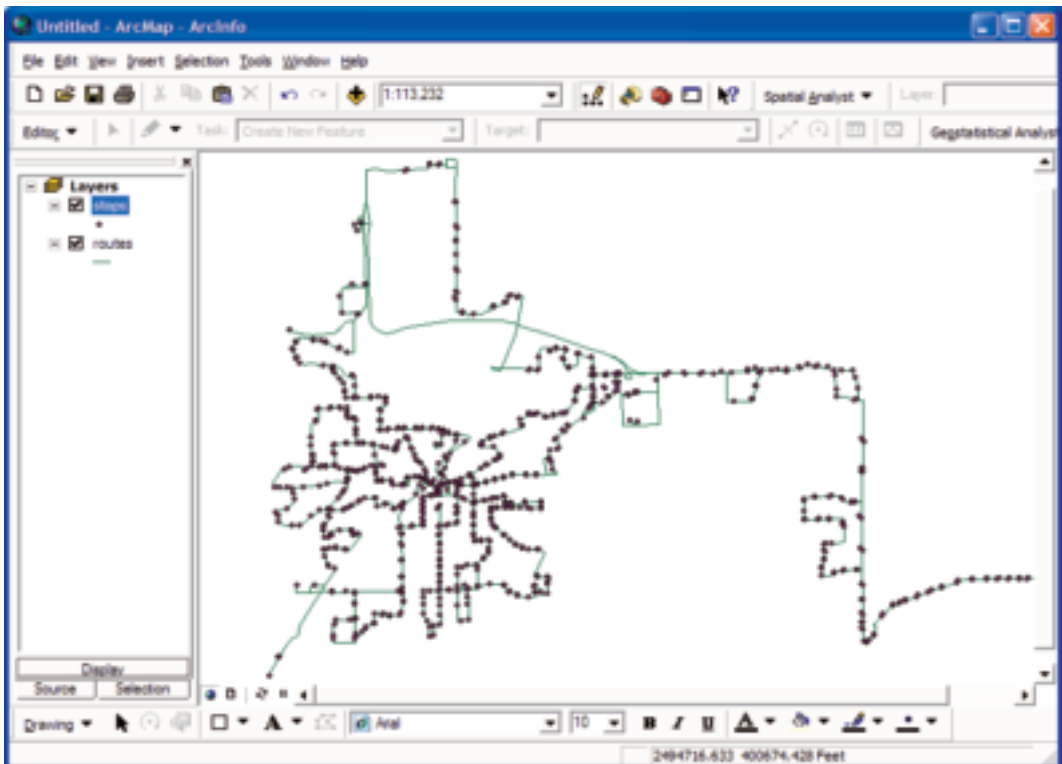 Untitled - ArcMap - ArcInfo
File Edit View Insert Selection Tools Window Help
1:113,232 Spatial Analyst Layer:
Editor Task: Create New Feature Target: Geostatistical Analyst
Layers
stops
routes
Display
Source Selection
Drawing A Arial 10 B I U A
2494716.633 400674.428 Feet